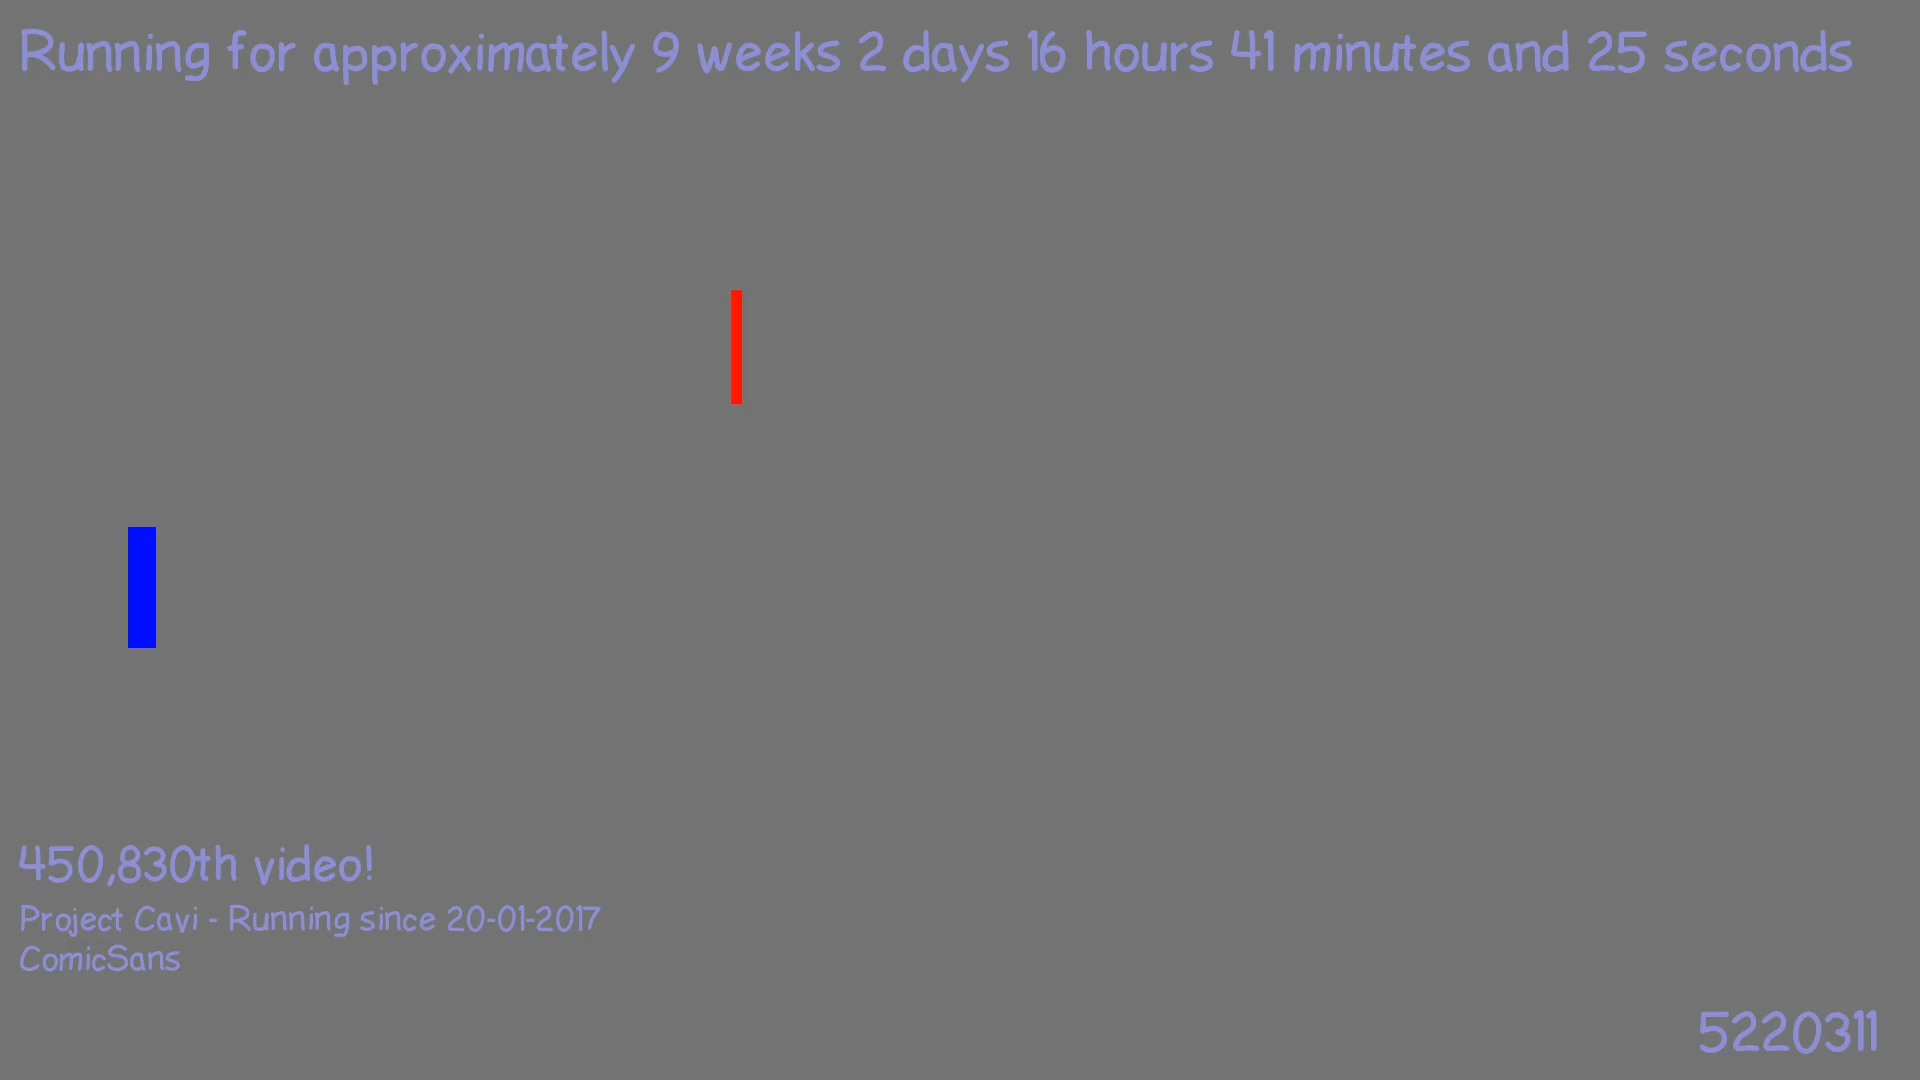 Running for approximately 9 weeks 2 days 16 hours 41 minutes and 25 seconds
450,830th video!
Project Cavi - Running since 20-01-2017
ComicSans
5220311